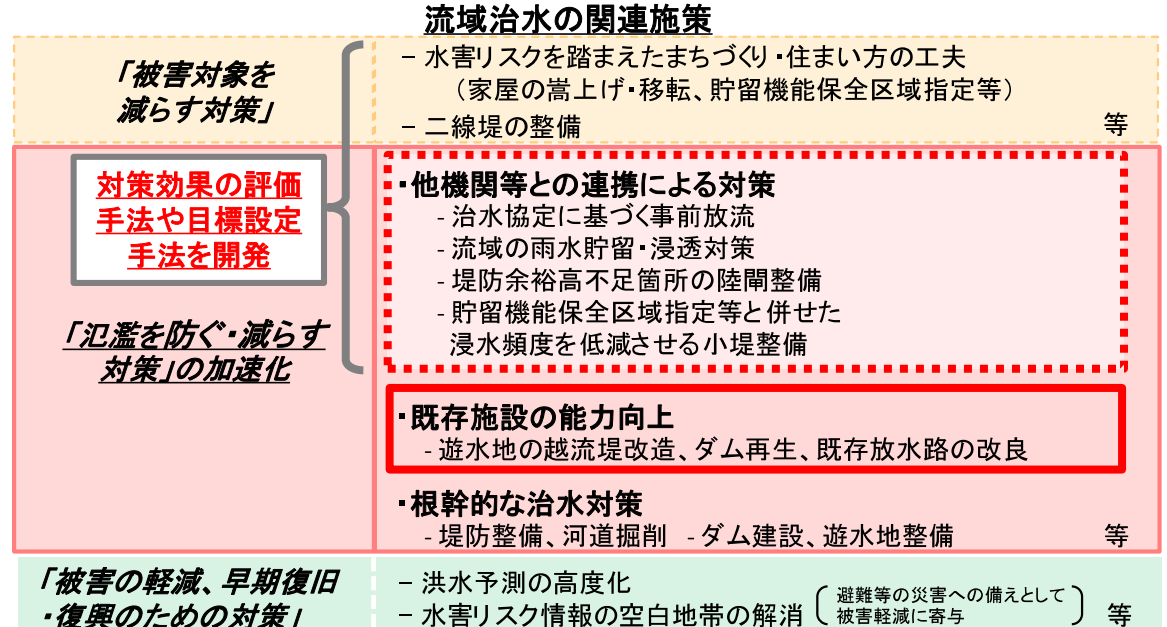 流域治水の関連施策
「被害対象を
減らす対策」
− 水害リスクを踏まえたまちづくり・住まい方の工夫
（家屋の嵩上げ・移転、貯留機能保全区域指定等）
− 二線堤の整備 等
対策効果の評価
手法や目標設定
手法を開発
「氾濫を防ぐ・減らす
対策」の加速化
・他機関等との連携による対策
- 治水協定に基づく事前放流
- 流域の雨水貯留・浸透対策
- 堤防余裕高不足箇所の陸閘整備
- 貯留機能保全区域指定等と併せた
浸水頻度を低減させる小堤整備
・既存施設の能力向上
- 遊水地の越流堤改造、ダム再生、既存放水路の改良
・根幹的な治水対策
- 堤防整備、河道掘削 - ダム建設、遊水地整備 等
「被害の軽減、早期復旧
・復興のための対策」
− 洪水予測の高度化
− 水害リスク情報の空白地帯の解消 等
避難等の災害への備えとして
被害軽減に寄与